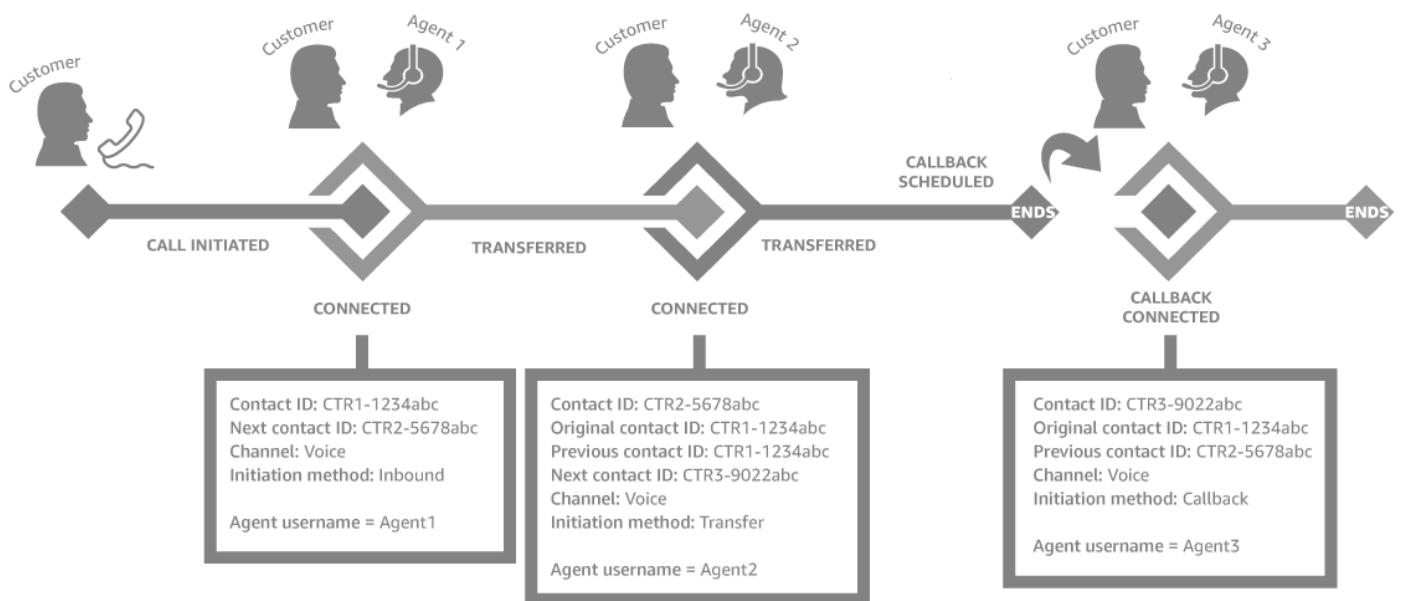 Customer
Customer
Agent 1
Customer
Agent 2
Customer
Agent 3
CALL INITIATED
TRANSFERRED
TRANSFERRED
CALLBACK
SCHEDULED
ENDS
ENDS
CONNECTED
CONNECTED
CALLBACK
CONNECTED
Contact ID: CTR1-1234abc
Next contact ID: CTR2-5678abc
Channel: Voice
Initiation method: Inbound
Agent username = Agent1
Contact ID: CTR2-5678abc
Original contact ID: CTR1-1234abc
Previous contact ID: CTR1-1234abc
Next contact ID: CTR3-9022abc
Channel: Voice
Initiation method: Transfer
Agent username = Agent2
Contact ID: CTR3-9022abc
Original contact ID: CTR1-1234abc
Previous contact ID: CTR2-5678abc
Channel: Voice
Initiation method: Callback
Agent username = Agent3